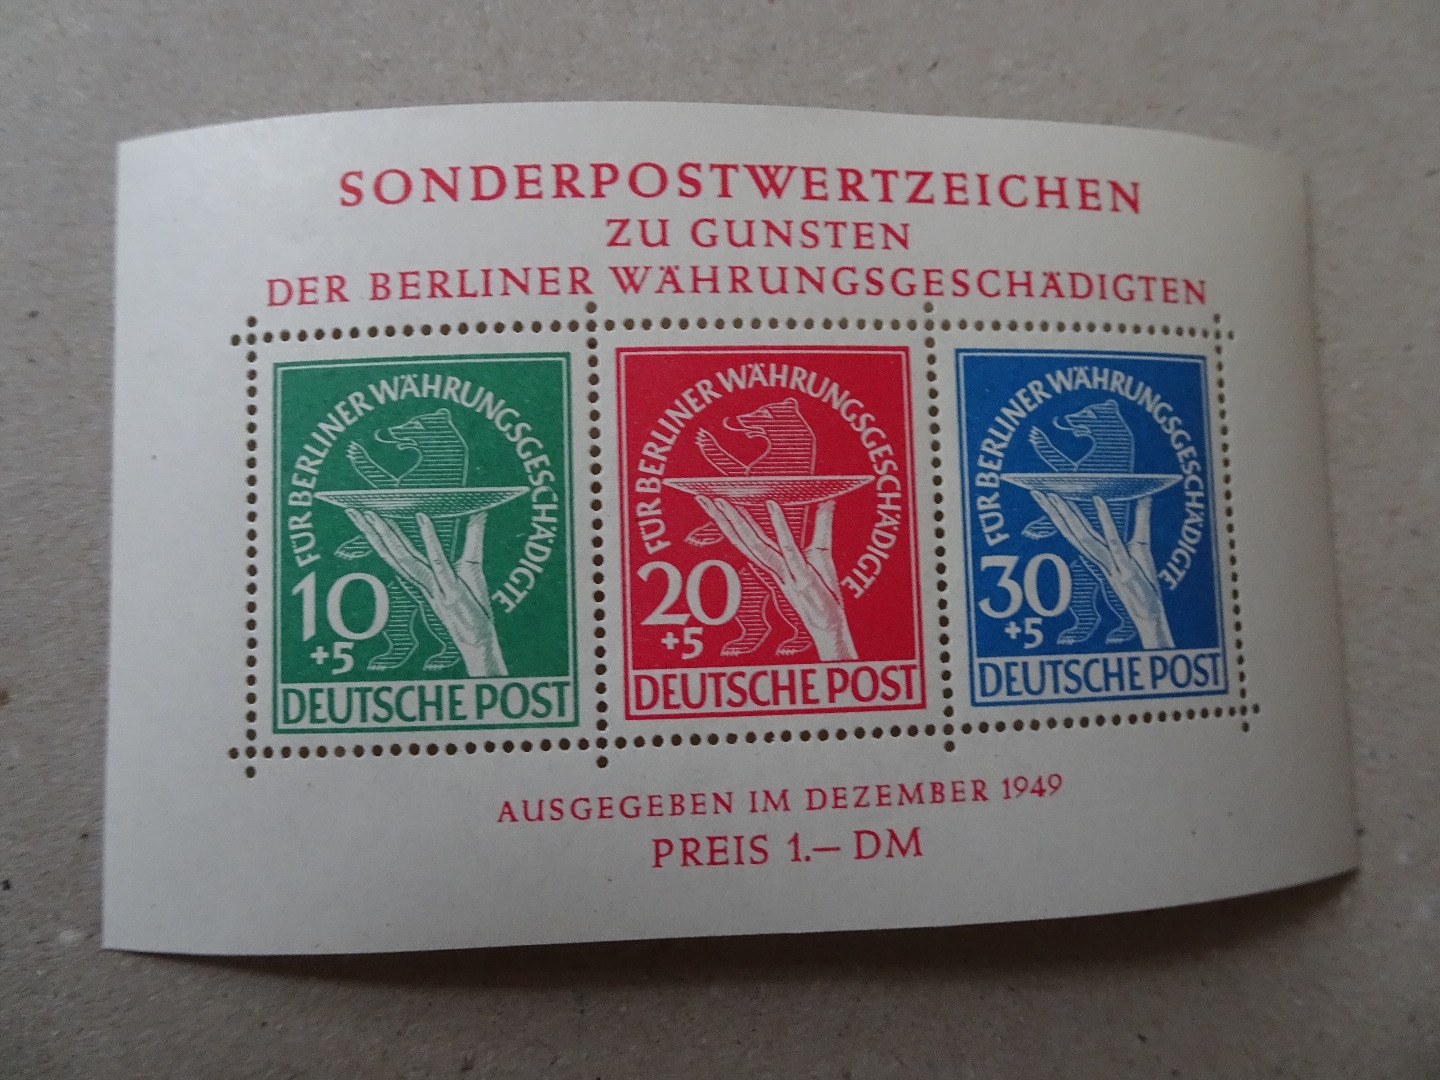 SONDERPOSTWERTZEICHEN
ZU GUNSTEN
DER BERLINER WÄHRUNGSGESCHÄDIGTEN
FÜR BERLINER WÄHRUNGSGESCHÄDIGTE
10
+5
DEUTSCHE POST
FÜR BERLINER WÄHRUNGSGESCHÄDIGTE
20
+5
DEUTSCHE POST
FÜR BERLINER WÄHRUNGSGESCHÄDIGTE
30
+5
DEUTSCHE POST
AUSGEGEBEN IM DEZEMBER 1949
PREIS 1.— DM